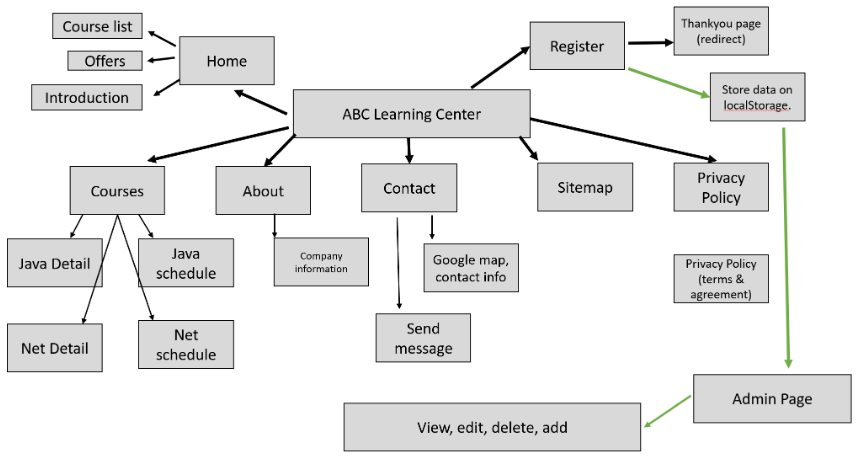 Course list
Offers
Introduction
Home
Register
Thankyou page
(redirect)
Store data on
localStorage.
ABC Learning Center
Courses
About
Contact
Sitemap
Privacy
Policy
Java Detail
Java
schedule
Company
information
Google map,
contact info
Privacy Policy
(terms &
agreement)
Net Detail
Net
schedule
Send
message
Admin Page
View, edit, delete, add